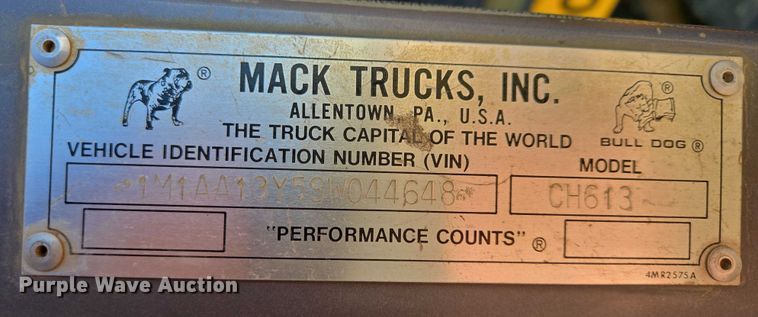 MACK TRUCKS, INC.
ALLENTOWN, PA., U.S.A.
THE TRUCK CAPITAL OF THE WORLD
BULL DOG ®
VEHICLE IDENTIFICATION NUMBER (VIN)
MODEL
1M1AA13Y5SW044648
CH613
"PERFORMANCE COUNTS" ®
4MR2575A
Purple Wave Auction